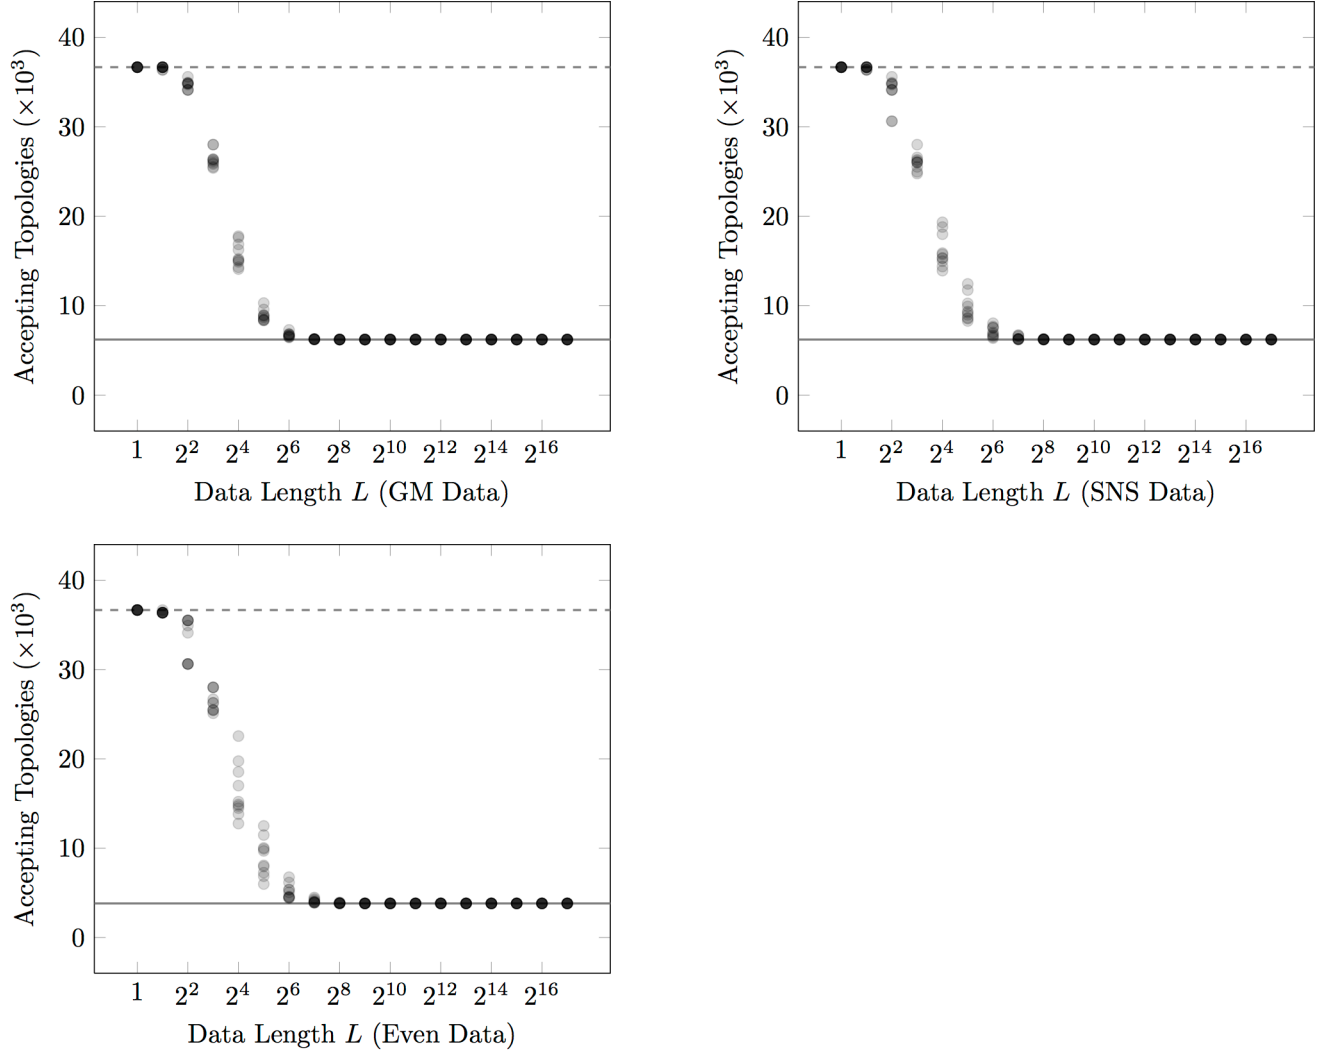 Accepting Topologies (×10³)
40
30
20
10
0
1 2² 2⁴ 2⁶ 2⁸ 2¹⁰ 2¹² 2¹⁴ 2¹⁶
Data Length L (GM Data)
Accepting Topologies (×10³)
40
30
20
10
0
1 2² 2⁴ 2⁶ 2⁸ 2¹⁰ 2¹² 2¹⁴ 2¹⁶
Data Length L (SNS Data)
Accepting Topologies (×10³)
40
30
20
10
0
1 2² 2⁴ 2⁶ 2⁸ 2¹⁰ 2¹² 2¹⁴ 2¹⁶
Data Length L (Even Data)